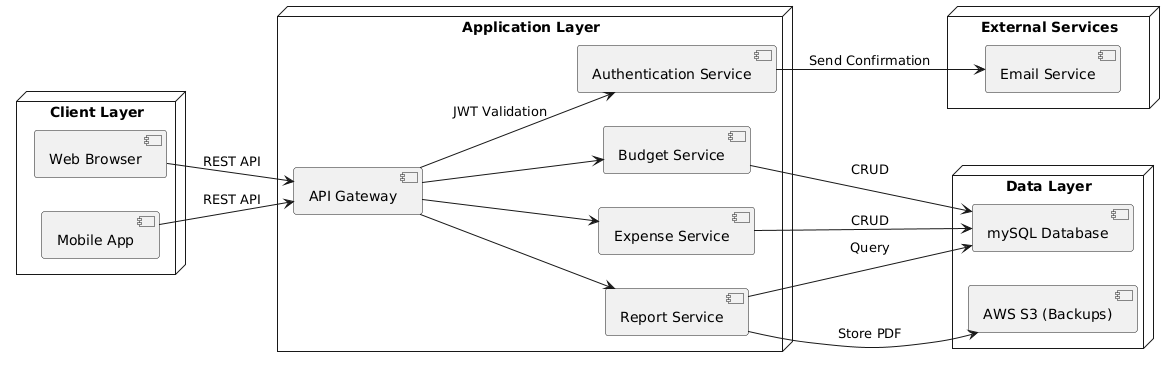 Application Layer
External Services
Authentication Service
Send Confirmation
Email Service
Client Layer
JWT Validation
Web Browser
REST API
Budget Service
CRUD
Data Layer
API Gateway
REST API
Mobile App
Expense Service
CRUD
mySQL Database
Query
Report Service
AWS S3 (Backups)
Store PDF